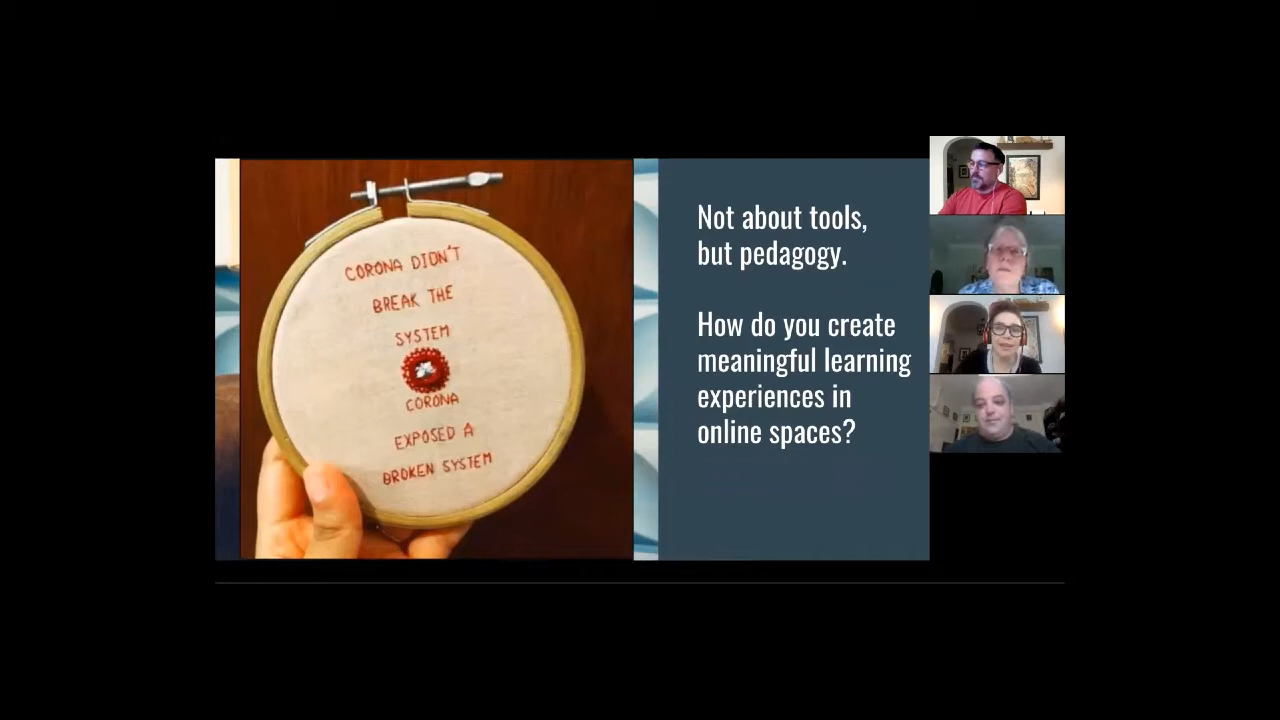 CORONA DIDN'T
BREAK THE
SYSTEM
CORONA
EXPOSED A
BROKEN SYSTEM
Not about tools,
but pedagogy.
How do you create
meaningful learning
experiences in
online spaces?